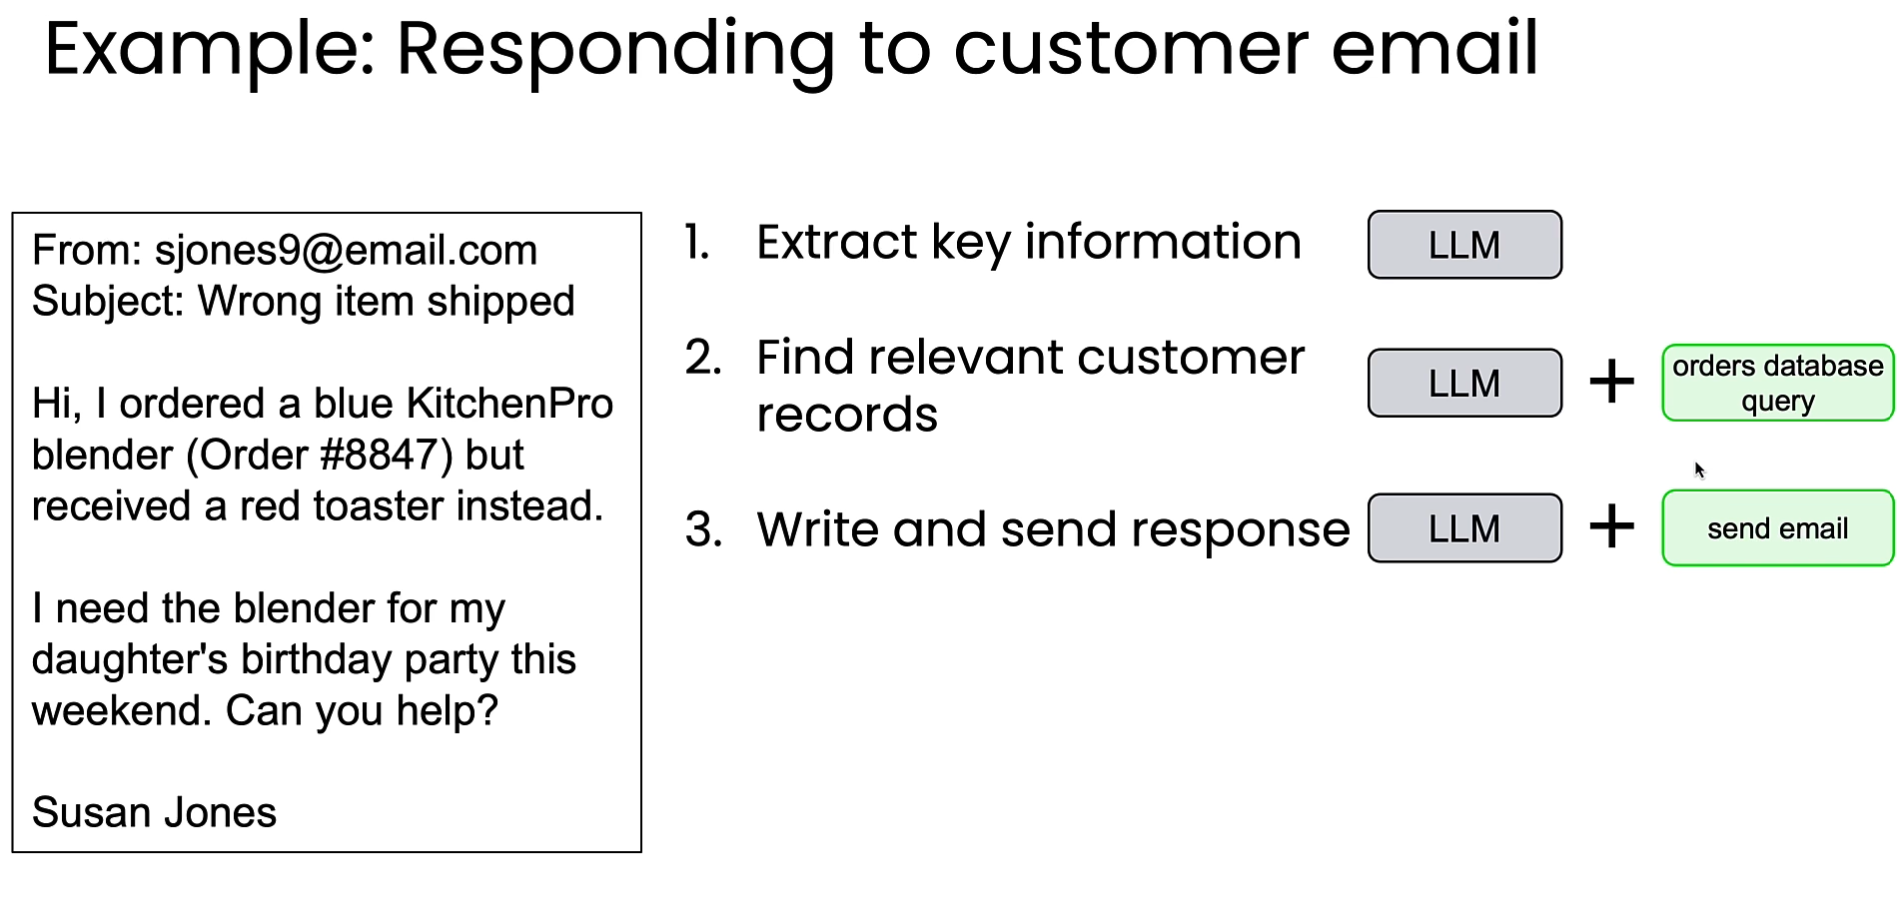 Example: Responding to customer email
From: sjones9@email.com
Subject: Wrong item shipped
Hi, I ordered a blue KitchenPro
blender (Order #8847) but
received a red toaster instead.
I need the blender for my
daughter's birthday party this
weekend. Can you help?
Susan Jones
1. Extract key information
LLM
2. Find relevant customer
records
LLM
+
orders database
query
3. Write and send response
LLM
+
send email